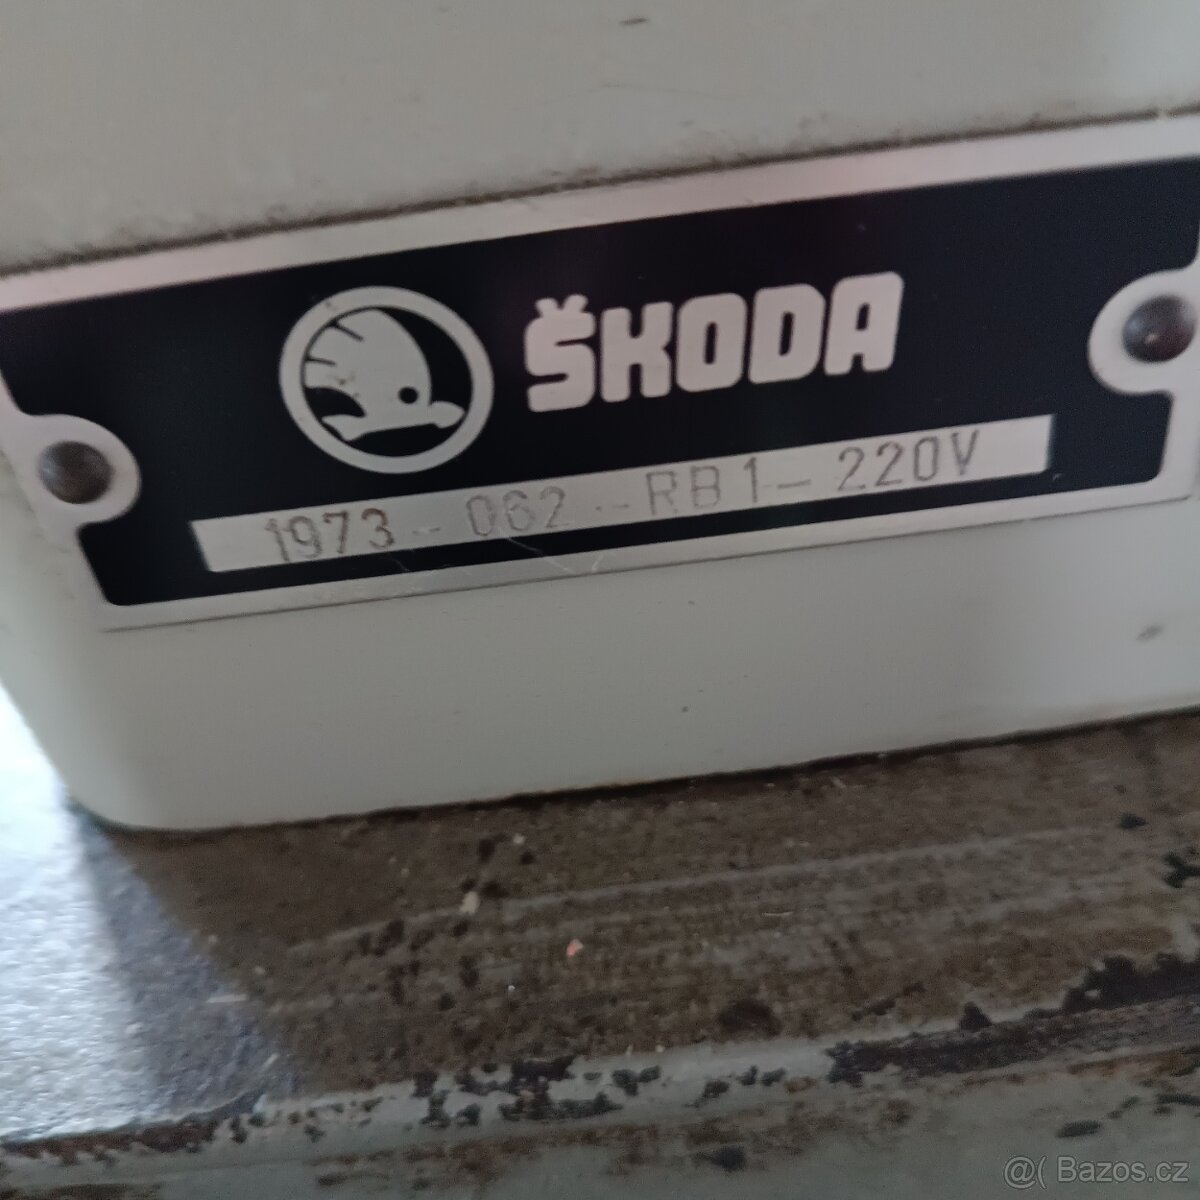 ŠKODA
1973-062-RB1-220V
@( Bazos.cz